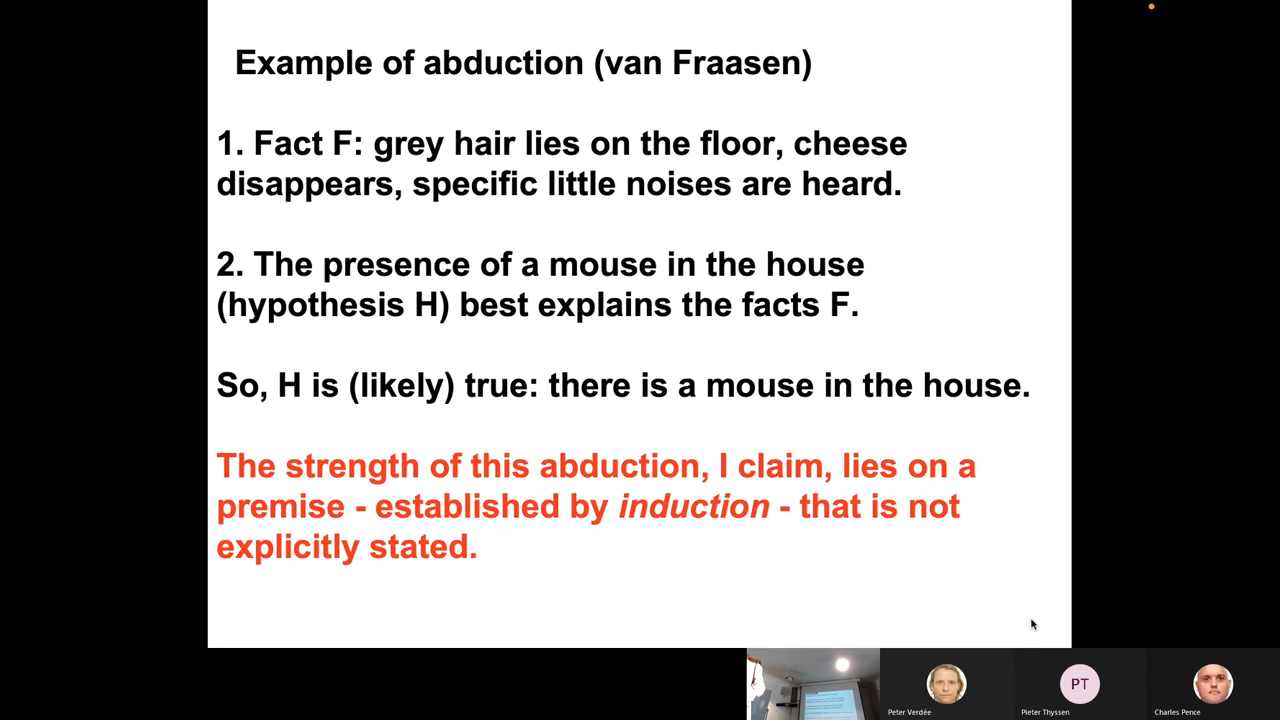 Example of abduction (van Fraasen)
1. Fact F: grey hair lies on the floor, cheese
disappears, specific little noises are heard.
2. The presence of a mouse in the house
(hypothesis H) best explains the facts F.
So, H is (likely) true: there is a mouse in the house.
The strength of this abduction, I claim, lies on a
premise - established by induction - that is not
explicitly stated.
PT
Peter Verdée
Pieter Thyssen
Charles Pence